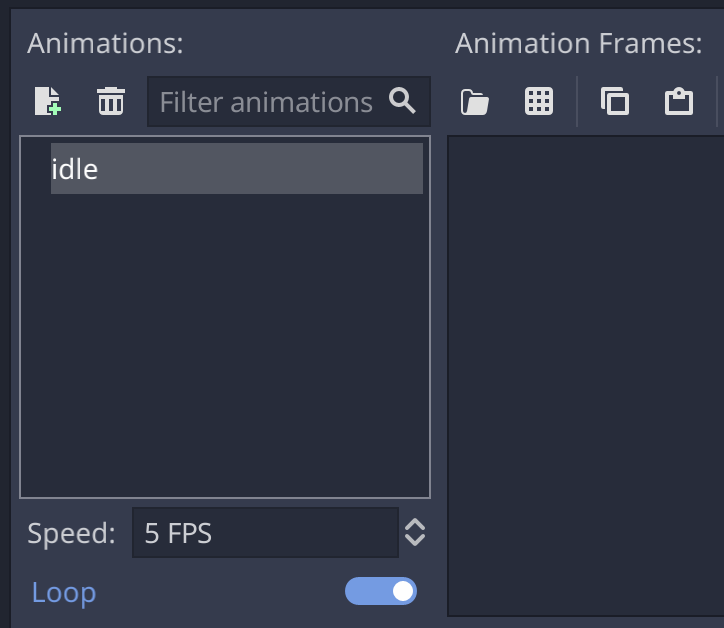 Animations:
Animation Frames:
Filter animations
idle
Speed: 5 FPS
Loop